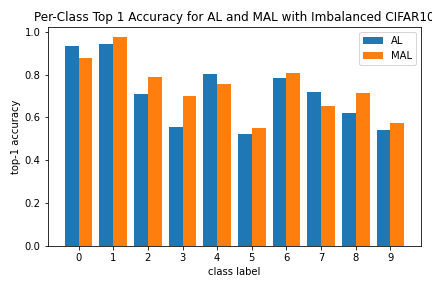 Per-Class Top 1 Accuracy for AL and MAL with Imbalanced CIFAR10
AL
MAL
1.0
0.8
0.6
0.4
0.2
0.0
top-1 accuracy
0 1 2 3 4 5 6 7 8 9
class label